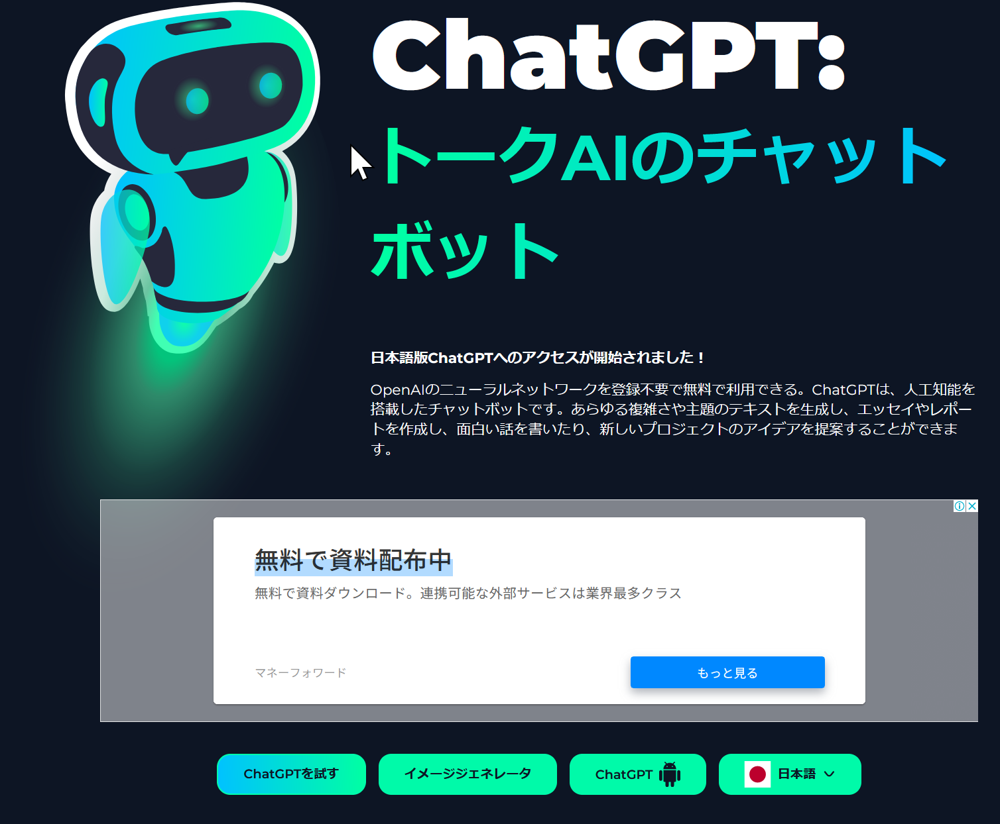 ChatGPT:
トークAIのチャット
ボット
日本語版ChatGPTへのアクセスが開始されました！
OpenAIのニューラルネットワークを登録不要で無料で利用できる。ChatGPTは、人工知能を
搭載したチャットボットです。あらゆる複雑さや主題のテキストを生成し、エッセイやレポー
トを作成し、面白い話を書いたり、新しいプロジェクトのアイデアを提案することができま
す。
無料で資料配布中
無料で資料ダウンロード。連携可能な外部サービスは業界最多クラス
マネーフォワード
もっと見る
ChatGPTを試す
イメージジェネレータ
ChatGPT
日本語